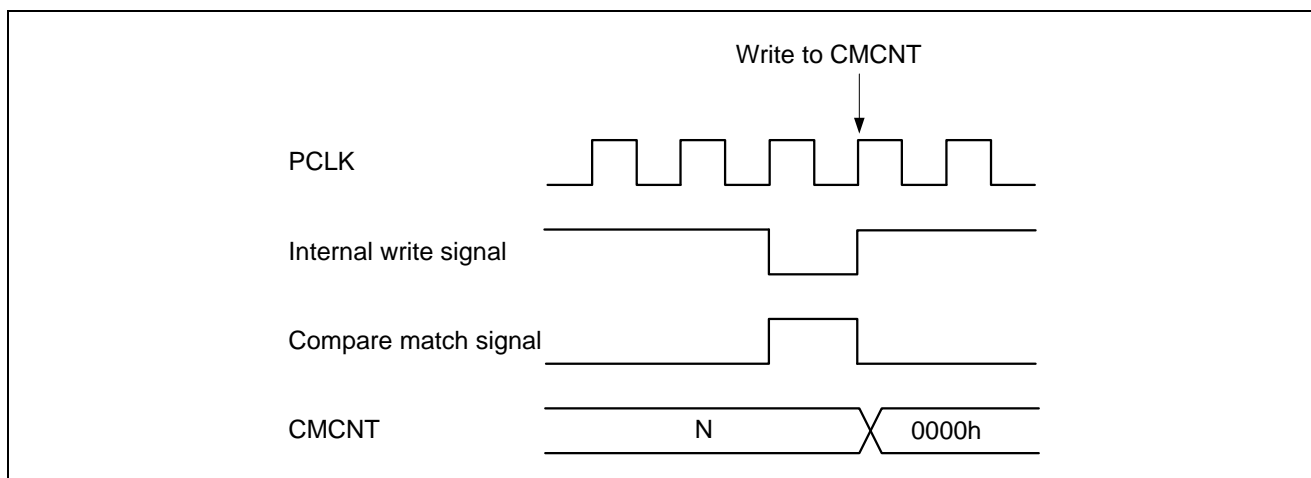 Write to CMCNT
PCLK
Internal write signal
Compare match signal
CMCNT N 0000h